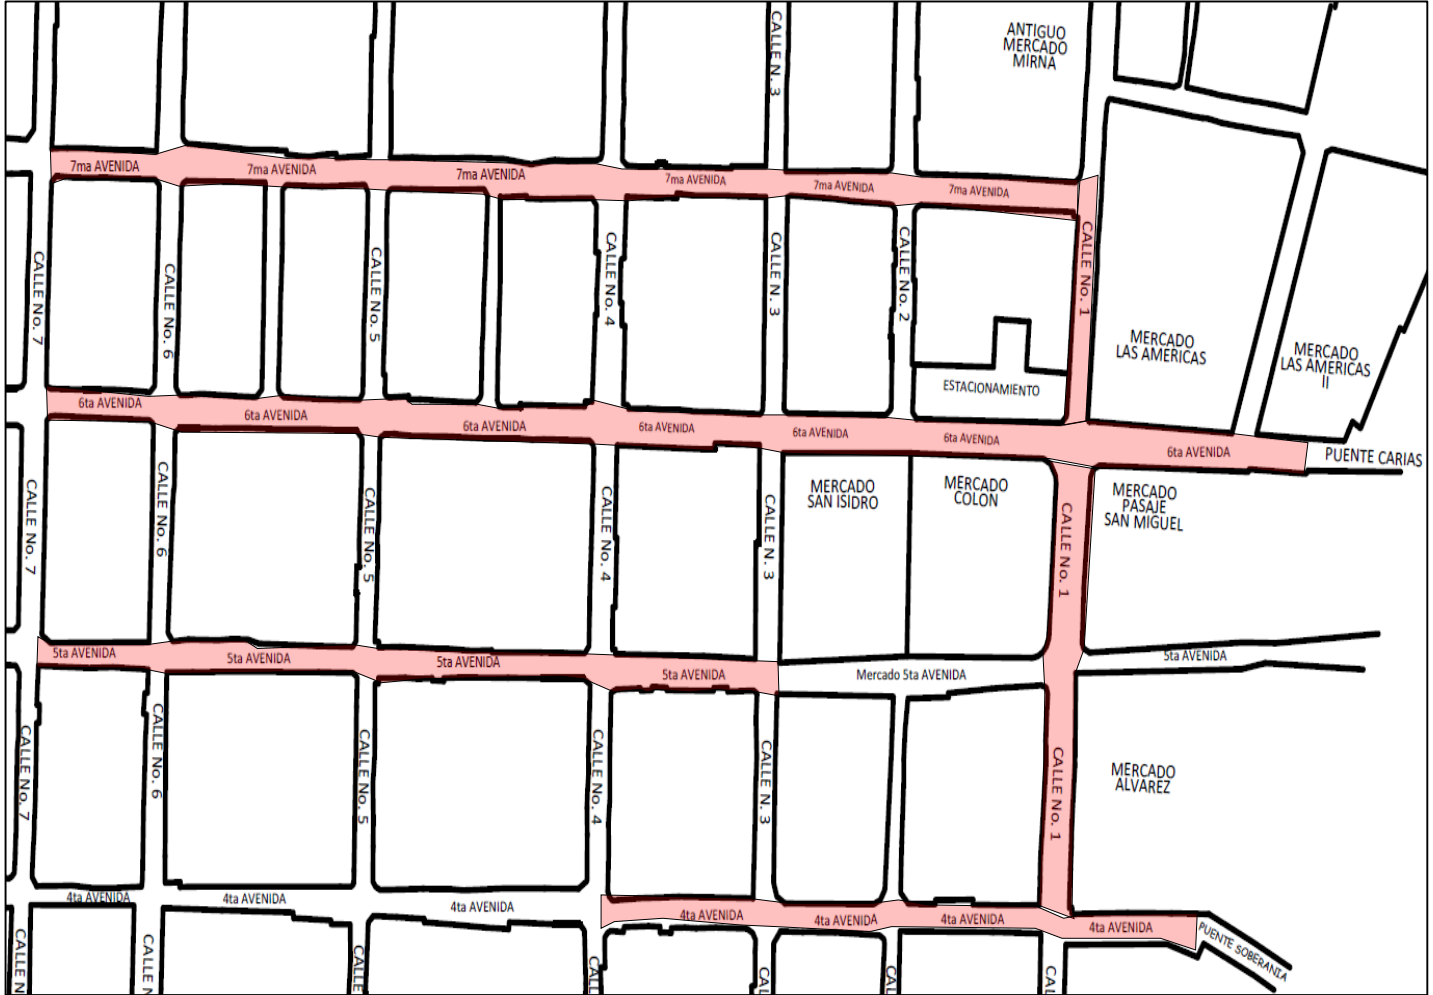 CALLE N. 3
ANTIGUO
MERCADO
MIRNA
7ma AVENIDA
7ma AVENIDA
7ma AVENIDA
7ma AVENIDA
7ma AVENIDA
7ma AVENIDA
CALLE No. 7
CALLE No. 6
CALLE No. 5
CALLE No. 4
CALLE N. 3
CALLE No. 2
CALLE No. 1
MERCADO
LAS AMERICAS
MERCADO
LAS AMERICAS
II
ESTACIONAMIENTO
6ta AVENIDA
6ta AVENIDA
6ta AVENIDA
6ta AVENIDA
6ta AVENIDA
6ta AVENIDA
6ta AVENIDA
PUENTE CARIAS
CALLE No. 7
CALLE No. 6
CALLE No. 5
CALLE No. 4
CALLE N. 3
MERCADO
SAN ISIDRO
MERCADO
COLON
CALLE No. 1
MERCADO
PASAJE
SAN MIGUEL
5ta AVENIDA
5ta AVENIDA
5ta AVENIDA
5ta AVENIDA
Mercado 5ta AVENIDA
5ta AVENIDA
CALLE No. 7
CALLE No. 6
CALLE No. 5
CALLE No. 4
CALLE N. 3
CALLE No. 1
MERCADO
ALVAREZ
4ta AVENIDA
4ta AVENIDA
4ta AVENIDA
4ta AVENIDA
4ta AVENIDA
4ta AVENIDA
4ta AVENIDA
PUENTE SOBERANIA
CALLE N
CALLE N
CALLE
CALL
CAL
CAL
CAL